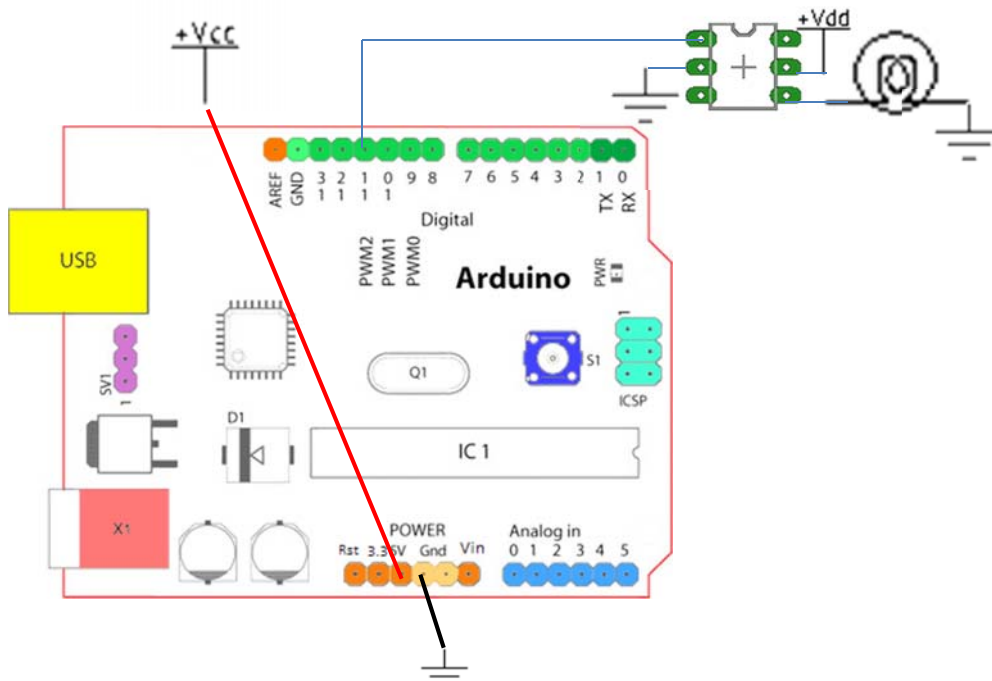 +Vcc
+Vdd
AREF
GND
3 2 1 0 9 8 7 6 5 4 3 2 1 0
1 1 1 1
TX
RX
Digital
PWM2
PWM1
PWM0
Arduino
PWR
USB
1
S1
Q1
SV1
1
ICSP
D1
IC 1
X1
POWER
Analog in
Rst 3.3 5V Gnd Vin 0 1 2 3 4 5